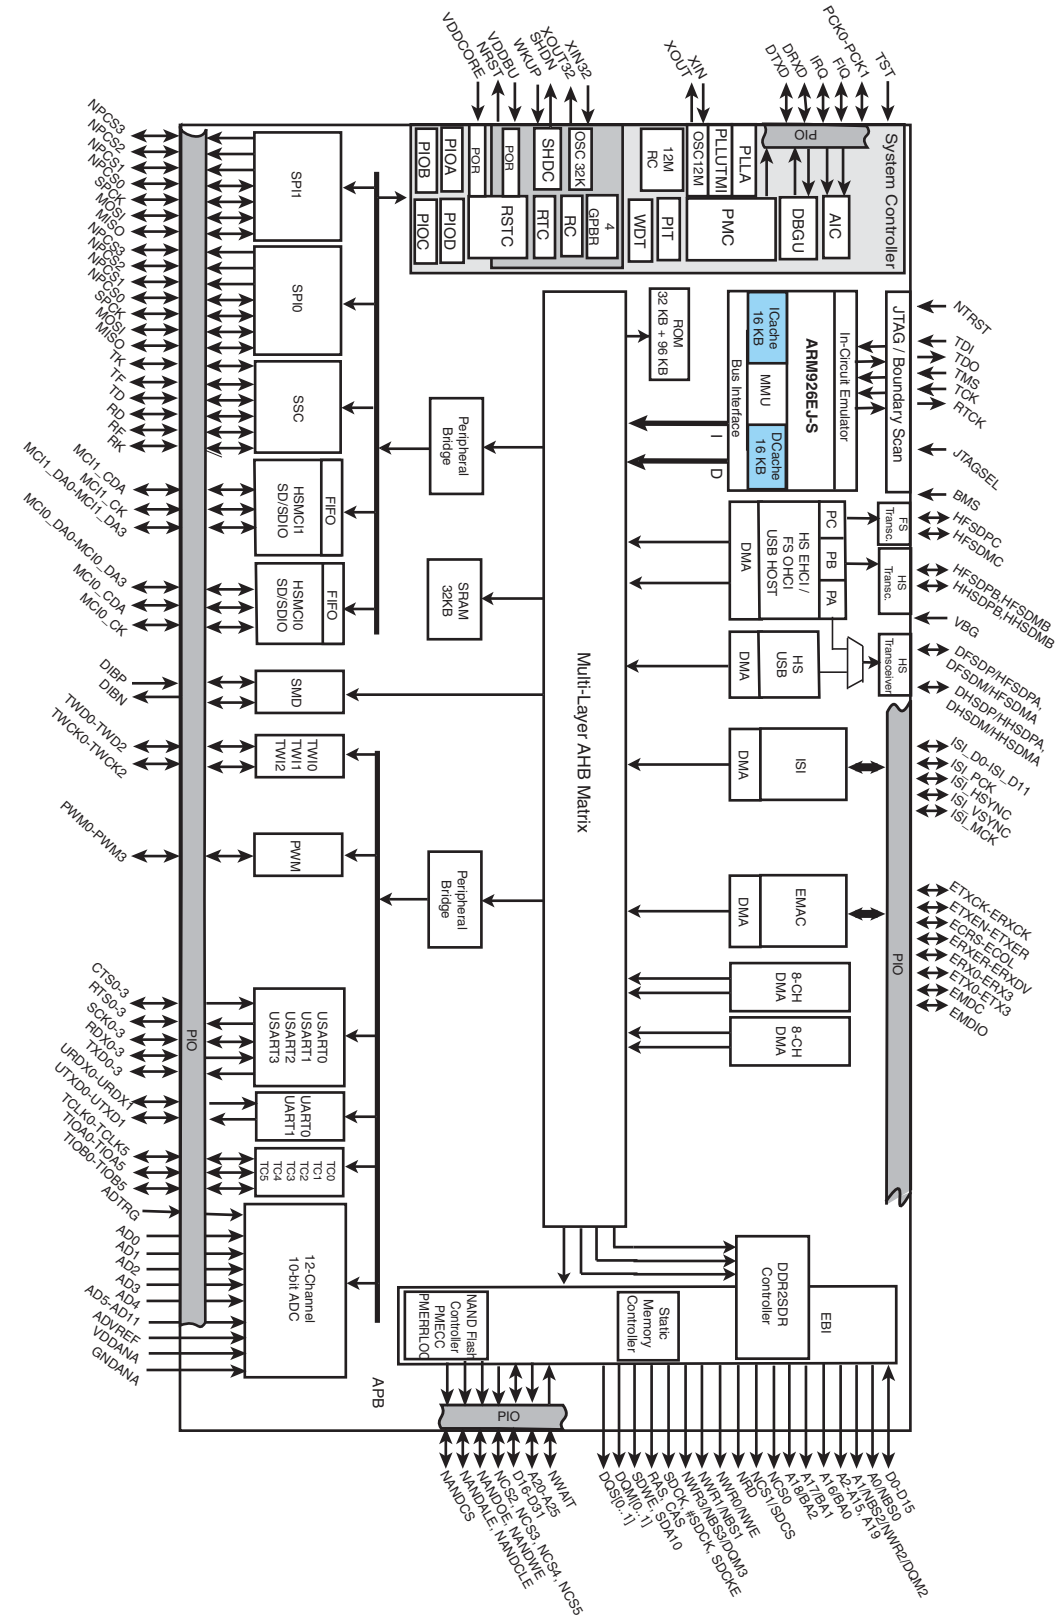 TST
PCK0-PCK1
FIQ
IRQ
DRXD
DTXD
XIN
XOUT
XIN32
XOUT32
SHDN
WKUP
VDDBU
NRST
VDDCORE
System Controller
PIO
AIC
DBGU
PLLA
PLLUTMI
OSC12M
PMC
12M
RC
PIT
WDT
OSC 32K
4
GPBR
RC
SHDC
RTC
POR
POR
RSTC
PIOA
PIOB
PIOD
PIOC
NTRST
TDI
TDO
TMS
TCK
RTCK
JTAGSEL
JTAG / Boundary Scan
In-Circuit Emulator
ARM926EJ-S
ICache
16 KB
MMU
DCache
16 KB
Bus Interface
I
D
ROM
32 KB + 96 KB
BMS
HFSDPC
HFSDMC
HFSDPB,HFSDMB
HHSDPB,HHSDMB
VBG
DFSDP/HFSDPA,
DFSDM/HFSDMA
DHSDP/HHSDPA,
DHSDM/HHSDMA
FS
Transc.
HS
Transc.
HS
Transceiver
PC
PB
PA
HS EHCI /
FS OHCI
USB HOST
DMA
HS
USB
DMA
ISI_D0-ISI_D11
ISI_PCK
ISI_HSYNC
ISI_VSYNC
ISI_MCK
ISI
DMA
ETXCK-ERXCK
ETXEN-ETXER
ECRS-ECOL
ERXER-ERXDV
ERX0-ERX3
ETX0-ETX3
EMDC
EMDIO
PIO
EMAC
DMA
8-CH
DMA
8-CH
DMA
Multi-Layer AHB Matrix
Peripheral
Bridge
SRAM
32KB
Peripheral
Bridge
NPCS3
NPCS2
NPCS1
NPCS0
SPCK
MOSI
MISO
NPCS3
NPCS2
NPCS1
NPCS0
SPCK
MOSI
MISO
TK
TF
TD
RD
RF
RK
MCI1_CDA
MCI1_CK
MCI1_DA0-MCI1_DA3
MCI0_DA0-MCI0_DA3
MCI0_CDA
MCI0_CK
DIBP
DIBN
TWD0-TWD2
TWCK0-TWCK2
PWM0-PWM3
CTS0-3
RTS0-3
SCK0-3
RDX0-3
TXD0-3
URDX0-URDX1
UTXD0-UTXD1
TCLK0-TCLK5
TIOA0-TIOA5
TIOB0-TIOB5
ADTRG
AD0
AD1
AD2
AD3
AD4
AD5-AD11
ADVREF
VDDANA
GNDANA
PIO
SPI1
SPI0
SSC
FIFO
HSMCI1
SD/SDIO
FIFO
HSMCI0
SD/SDIO
SMD
TWI0
TWI1
TWI2
PWM
USART0
USART1
USART2
USART3
UART0
UART1
TC0
TC1
TC2
TC3
TC4
TC5
12-Channel
10-bit ADC
APB
DDR2SDR
Controller
EBI
Static
Memory
Controller
NAND Flash
Controller
PMECC
PMERRLOC
PIO
D0-D15
A0/NBS0
A1/NBS2/NWR2/DQM2
A2-A15, A19
A16/BA0
A17/BA1
A18/BA2
NCS0
NCS1/SDCS
NRD
NWR0/NWE
NWR1/NBS1
NWR3/NBS3/DQM3
SDCK, #SDCK, SDCKE
RAS, CAS
SDWE, SDA10
DQM[0..1]
DQS[0..1]
NWAIT
A20-A25
D16-D31
NCS2, NCS3, NCS4, NCS5
NANDOE, NANDWE
NANDALE, NANDCLE
NANDCS